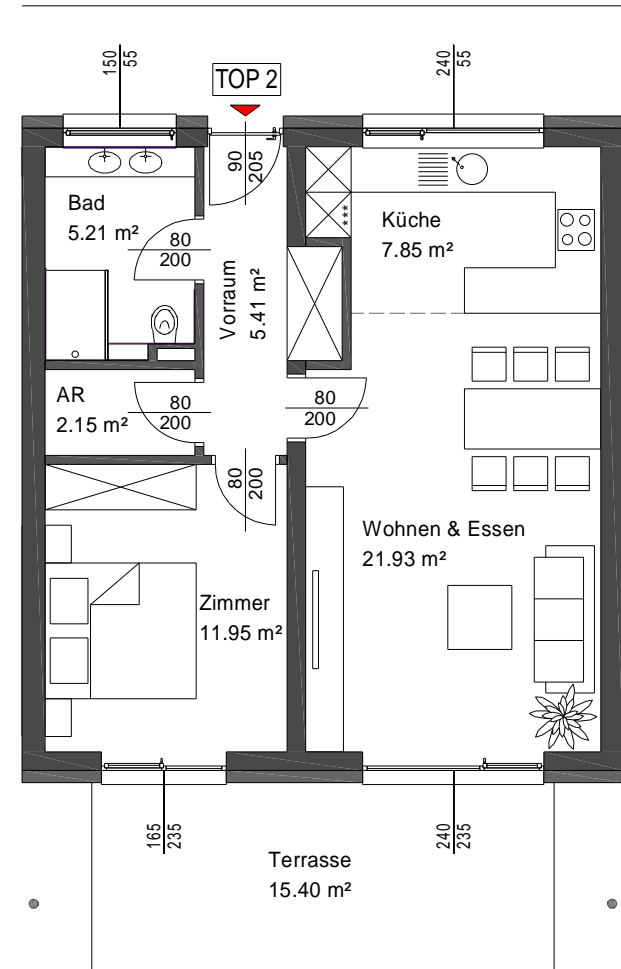 150
55
TOP 2
240
55
Bad
5.21 m²
90
205
Küche
7.85 m²
***
80
200
Vorraum
5.41 m²
AR
2.15 m²
80
200
80
200
80
200
Wohnen & Essen
21.93 m²
Zimmer
11.95 m²
165
235
240
235
Terrasse
15.40 m²